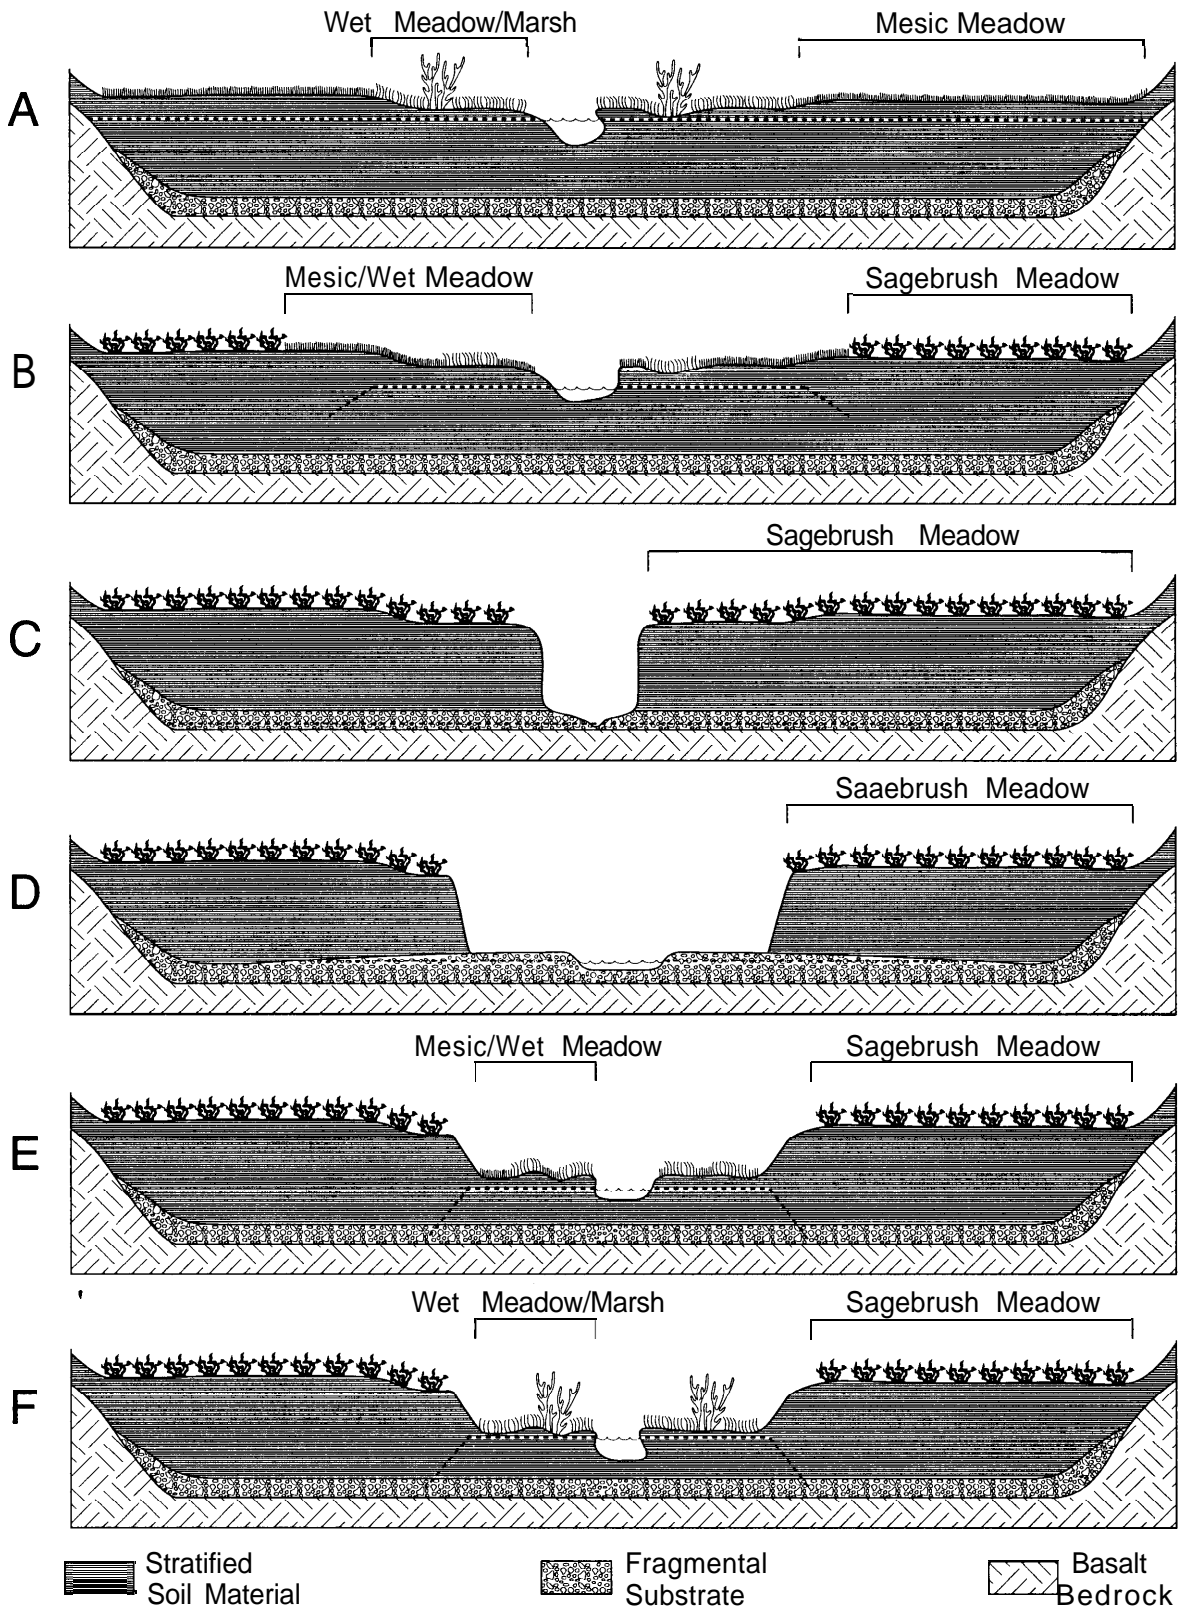 Wet Meadow/Marsh
Mesic Meadow
A
Mesic/Wet Meadow
Sagebrush Meadow
B
Sagebrush Meadow
C
Saaebrush Meadow
D
Mesic/Wet Meadow
Sagebrush Meadow
E
Wet Meadow/Marsh
Sagebrush Meadow
F
Stratified
Soil Material
Fragmental
Substrate
Basalt
Bedrock